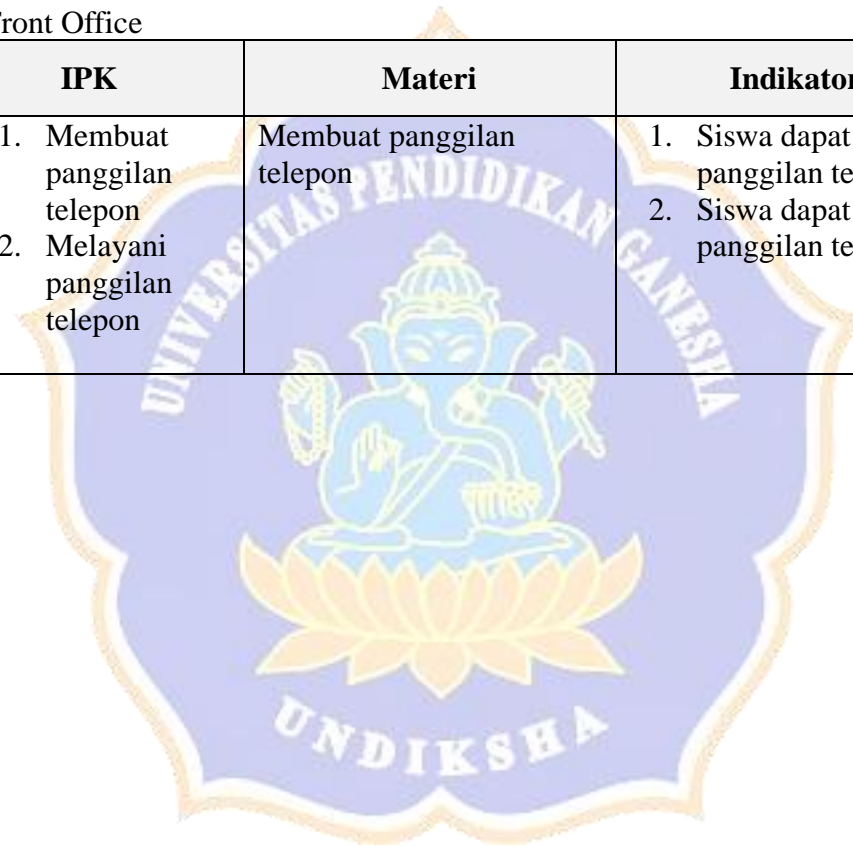 Front Office
IPK
Materi
Indikator
1. Membuat
panggilan
telepon
2. Melayani
panggilan
telepon
Membuat panggilan
telepon
1. Siswa dapat
panggilan te
2. Siswa dapat
panggilan te
UNIVERSITAS PENDIDIKAN GANESHA
UNDIKSHA